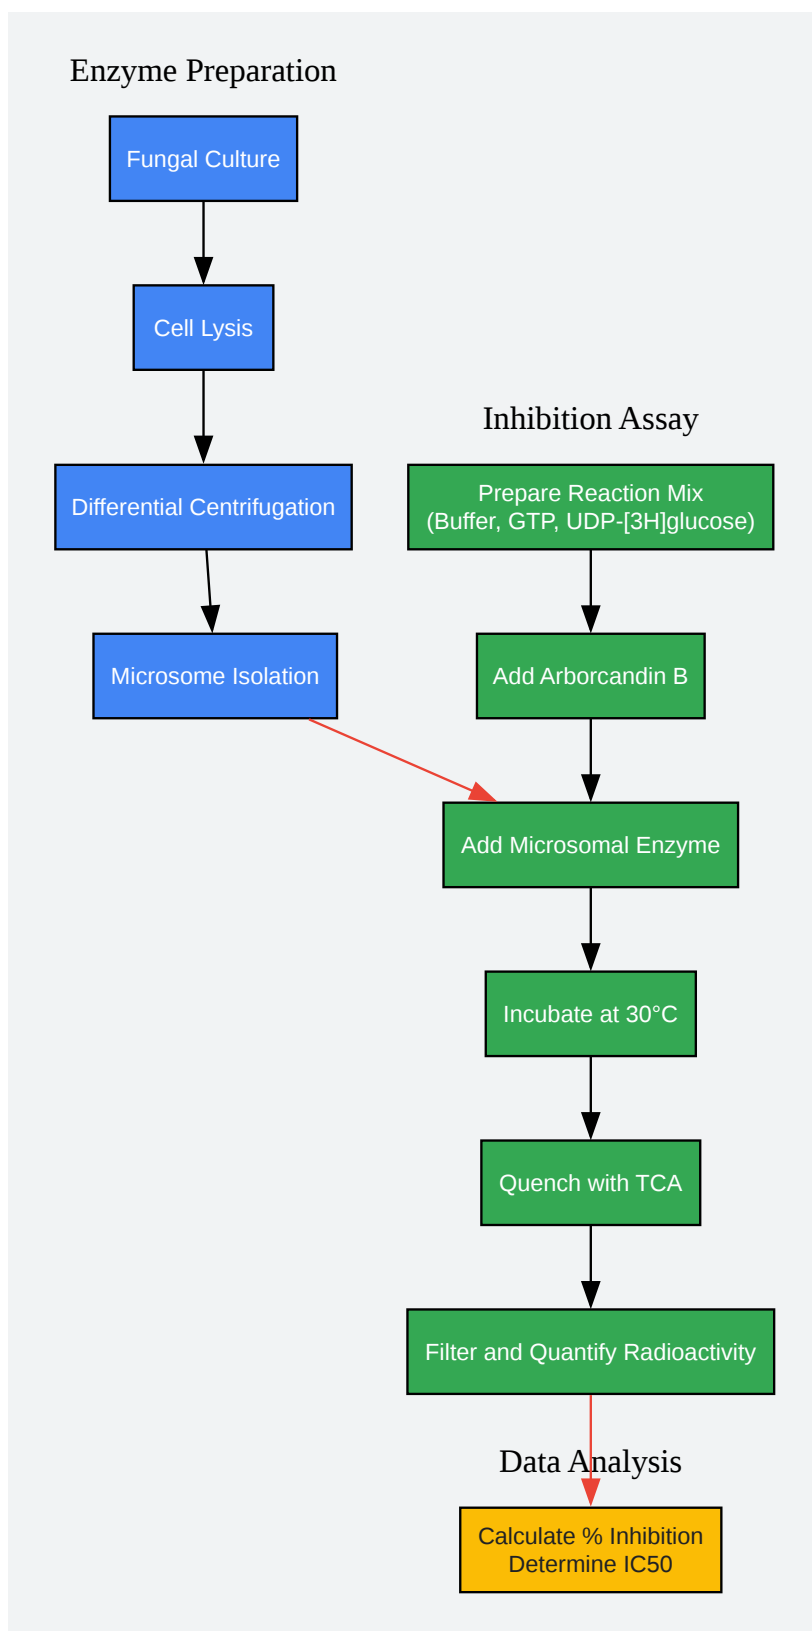 Enzyme Preparation
Fungal Culture
Cell Lysis
Differential Centrifugation
Microsome Isolation
Inhibition Assay
Prepare Reaction Mix
(Buffer, GTP, UDP-[3H]glucose)
Add Arborcandin B
Add Microsomal Enzyme
Incubate at 30°C
Quench with TCA
Filter and Quantify Radioactivity
Data Analysis
Calculate % Inhibition
Determine IC50